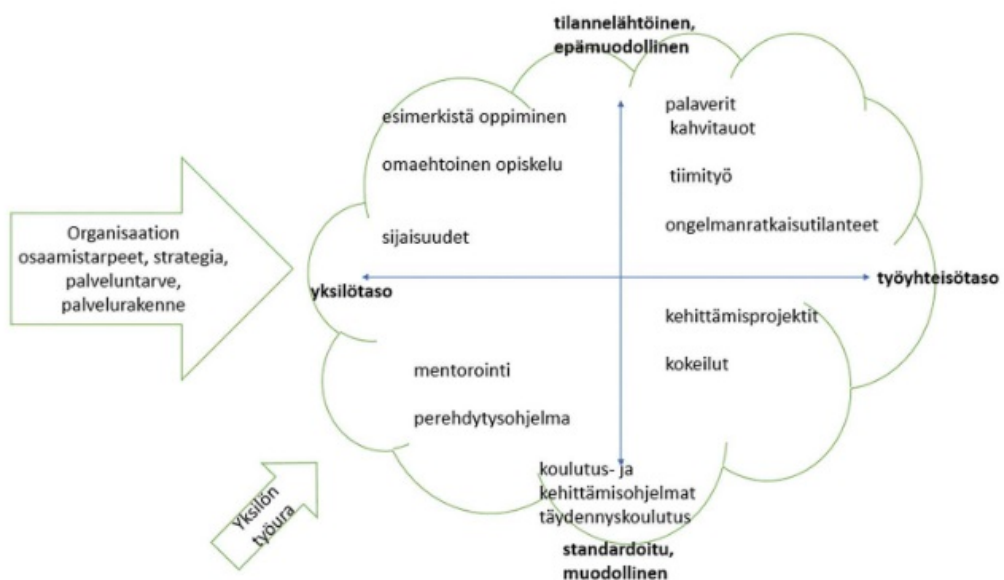 tilannelähtöinen,
epämuodollinen
esimerkistä oppiminen
omaehtoinen opiskelu
sijaisuudet
palaverit
kahvitauot
tiimityö
ongelmanratkaisutilanteet
Organisaation
osaamistarpeet, strategia,
palveluntarve,
palvelurakenne
yksilötaso
työyhteisötaso
kehittämisprojektit
kokeilut
mentorointi
perehdytysohjelma
koulutus- ja
kehittämisohjelmat
täydennyskoulutus
standardoitu,
muodollinen
Yksilön
työura